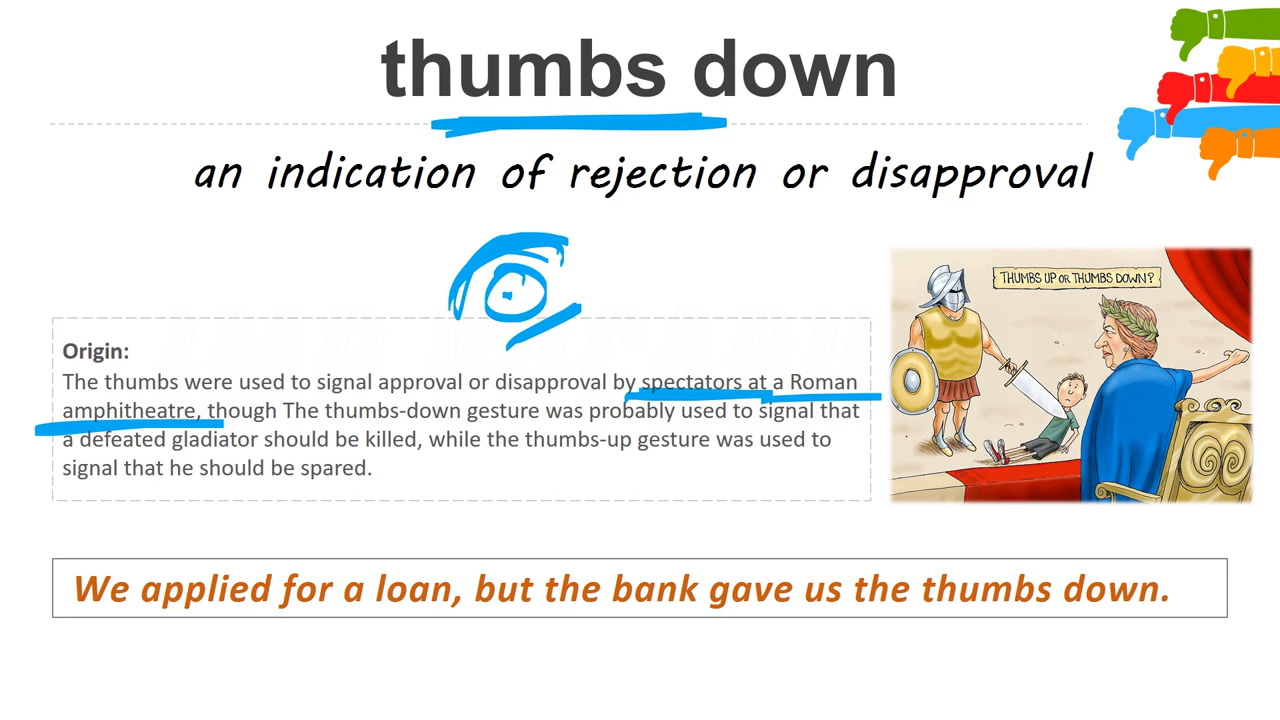 thumbs down
an indication of rejection or disapproval
THUMBS UP OR THUMBS DOWN?
Origin:
The thumbs were used to signal approval or disapproval by spectators at a Roman
amphitheatre, though The thumbs-down gesture was probably used to signal that
a defeated gladiator should be killed, while the thumbs-up gesture was used to
signal that he should be spared.
We applied for a loan, but the bank gave us the thumbs down.